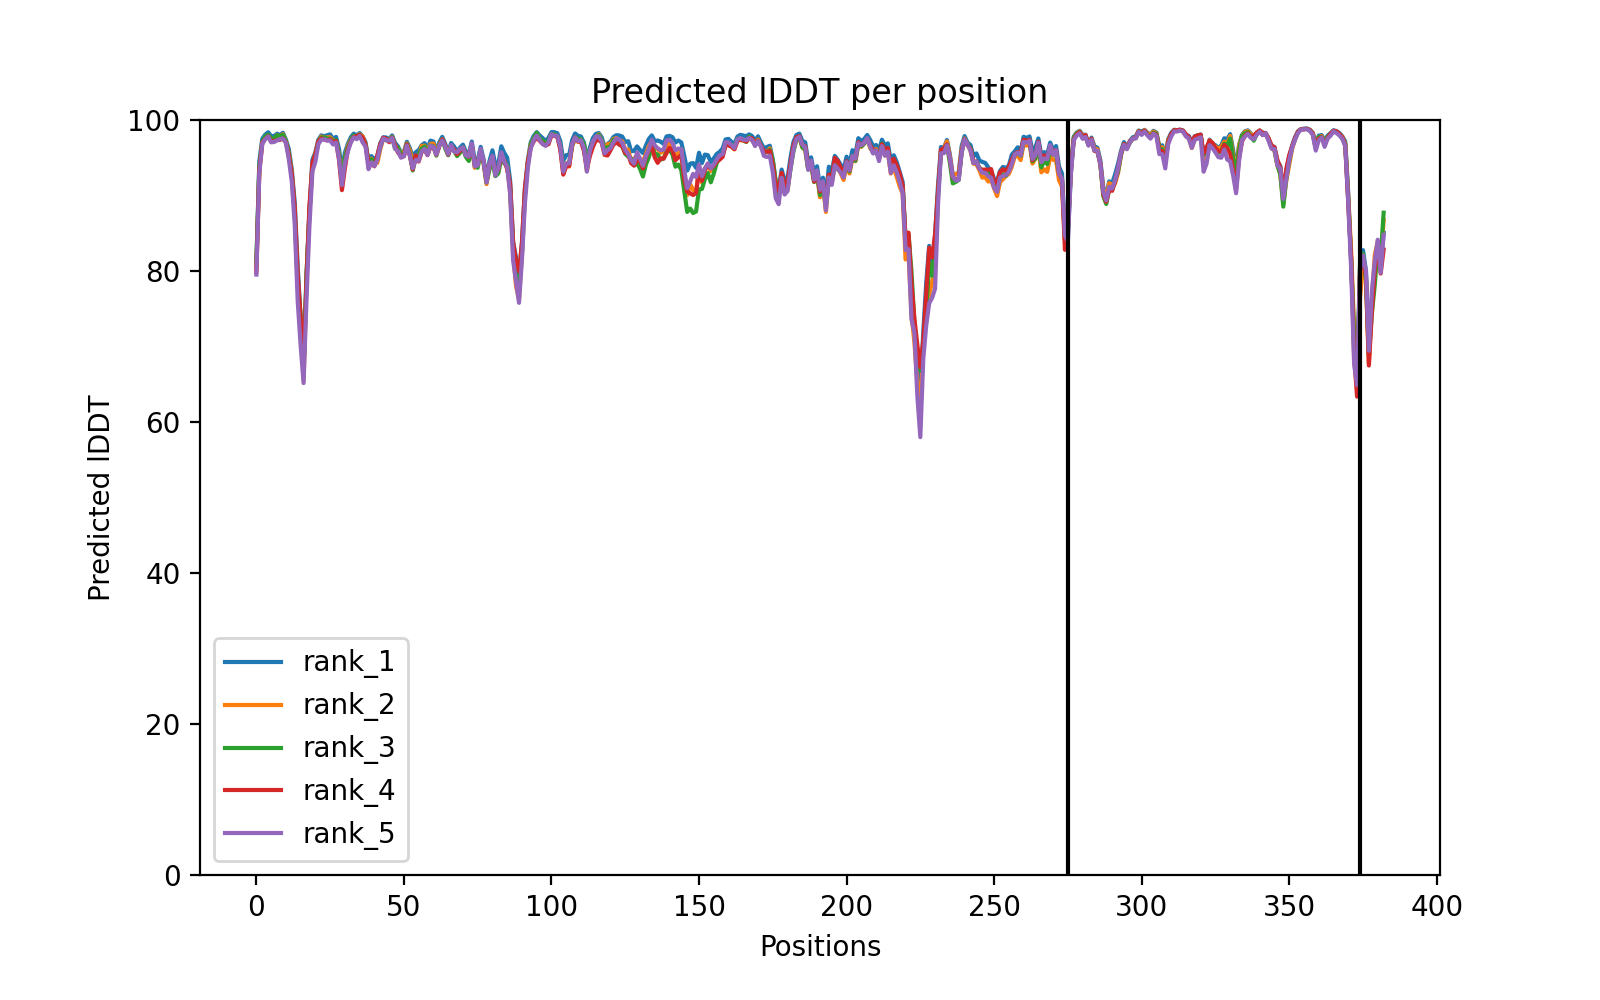 Predicted lDDT per position
Predicted lDDT
100
80
60
40
20
0
rank_1
rank_2
rank_3
rank_4
rank_5
0 50 100 150 200 250 300 350 400
Positions